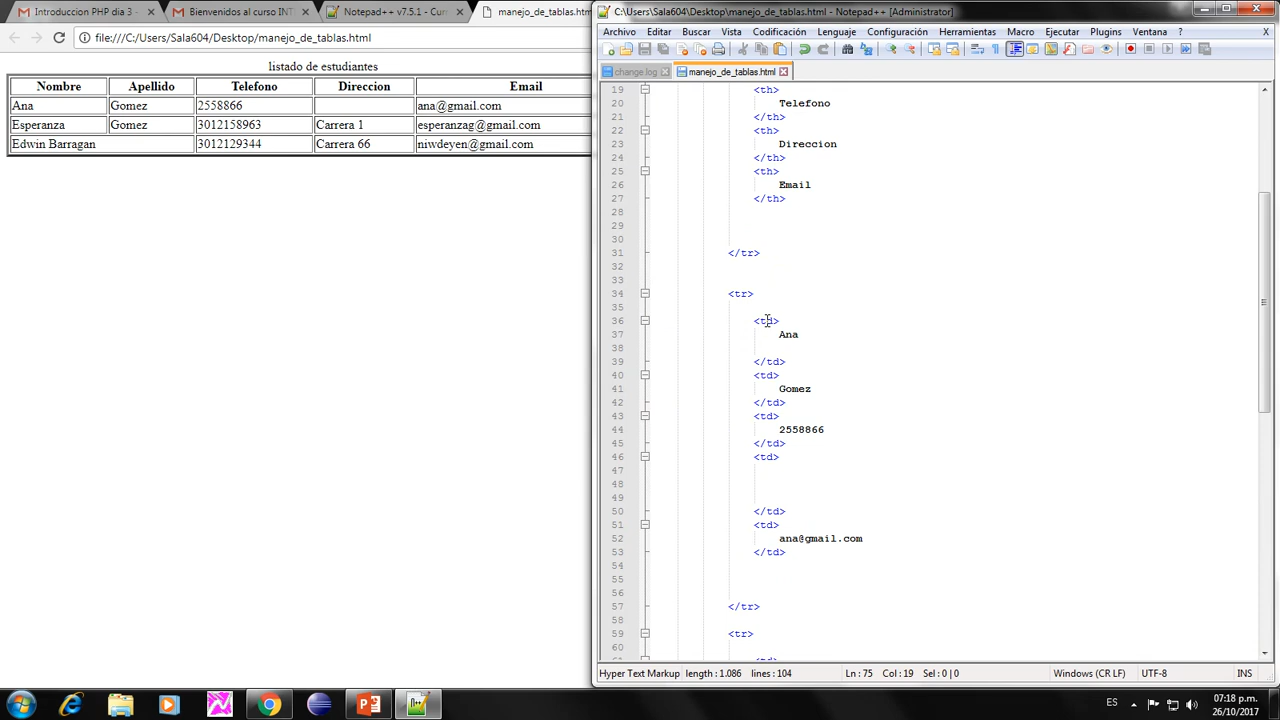 Introduccion PHP dia 3 -
Bienvenidos al curso INT
Notepad++ v7.5.1 - Curr
manejo_de_tablas.htm
file:///C:/Users/Sala604/Desktop/manejo_de_tablas.html
listado de estudiantes
Nombre Apellido Telefono Direccion Email
Ana Gomez 2558866 ana@gmail.com
Esperanza Gomez 3012158963 Carrera 1 esperanzag@gmail.com
Edwin Barragan 3012129344 Carrera 66 niwdeyen@gmail.com
C:\Users\Sala604\Desktop\manejo_de_tablas.html - Notepad++ [Administrator]
Archivo Editar Buscar Vista Codificación Lenguaje Configuración Herramientas Macro Ejecutar Plugins Ventana ? X
change.log manejo_de_tablas.html
19 <th>
20 Telefono
21 </th>
22 <th>
23 Direccion
24 </th>
25 <th>
26 Email
27 </th>
28
29
30
31 </tr>
32
33
34 <tr>
35
36 <td>
37 Ana
38
39 </td>
40 <td>
41 Gomez
42 </td>
43 <td>
44 2558866
45 </td>
46 <td>
47
48
49
50 </td>
51 <td>
52 ana@gmail.com
53 </td>
54
55
56
57 </tr>
58
59 <tr>
60
61 <td>
Hyper Text Markup length : 1.086 lines : 104 Ln : 75 Col : 19 Sel : 0 | 0 Windows (CR LF) UTF-8 INS
ES 07:18 p.m.
26/10/2017